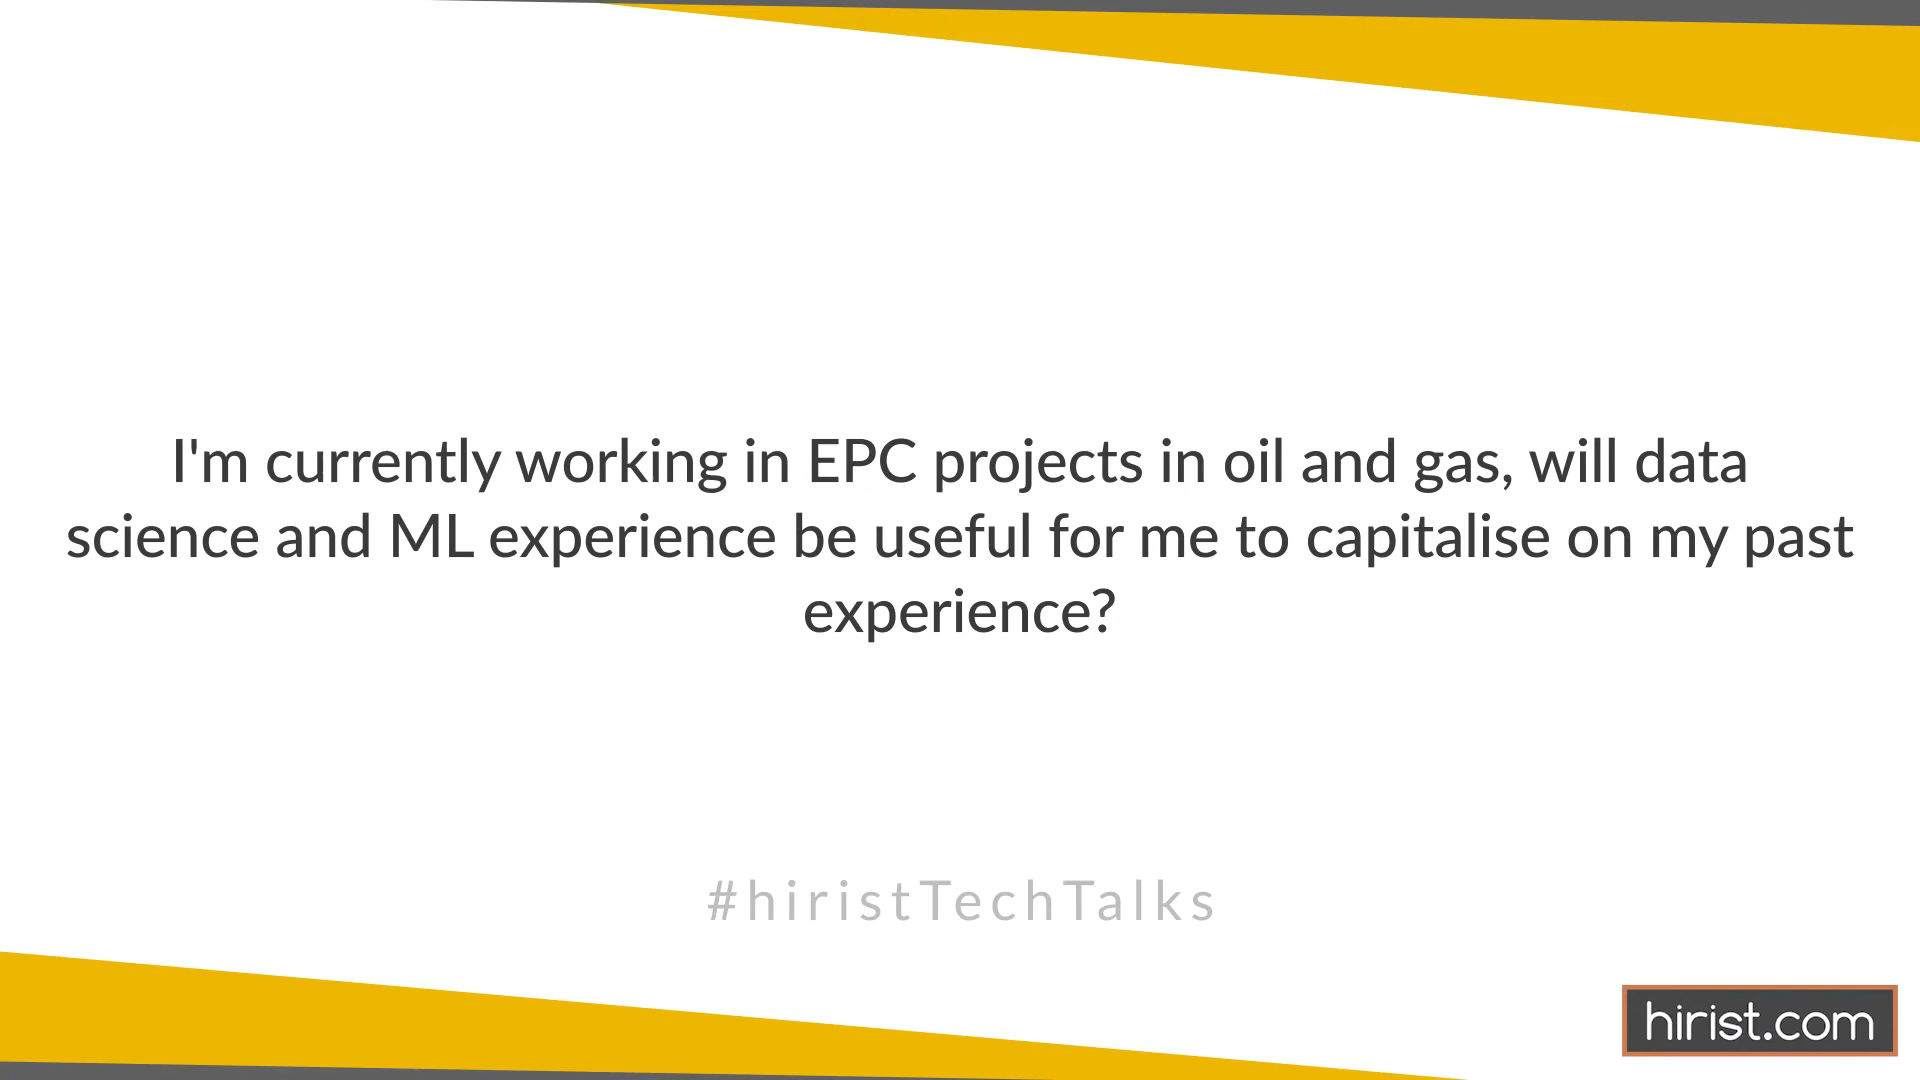 I'm currently working in EPC projects in oil and gas, will data
science and ML experience be useful for me to capitalise on my past
experience?
#hiristTechTalks
hirist.com